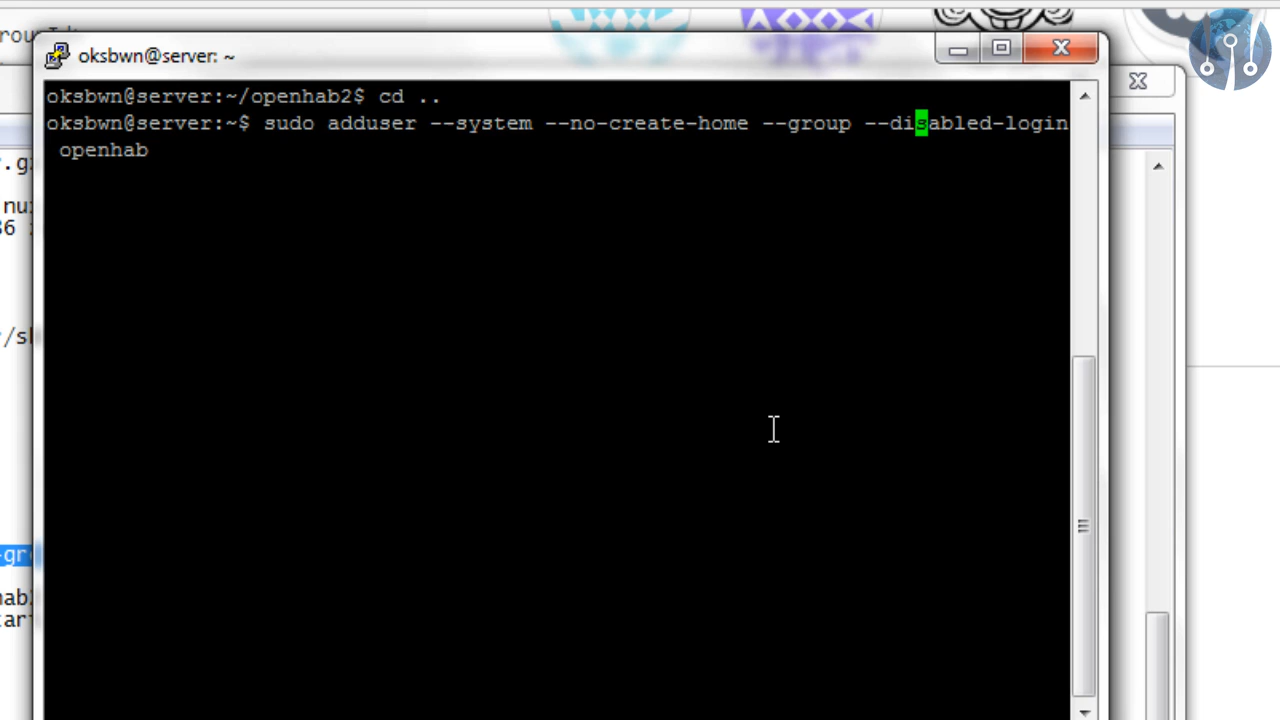 oksbwn@server: ~
oksbwn@server:~/openhab2$ cd ..
oksbwn@server:~$ sudo adduser --system --no-create-home --group --disabled-login
openhab